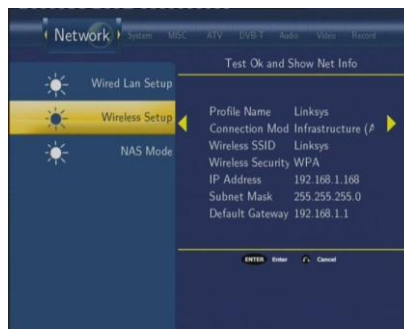 Network System MISC ATV DVB-T Audio Video Record
Test Ok and Show Net Info
Wired Lan Setup
Wireless Setup
NAS Mode
Profile Name Linksys
Connection Mod Infrastructure (A
Wireless SSID Linksys
Wireless Security WPA
IP Address 192.168.1.168
Subnet Mask 255.255.255.0
Default Gateway 192.168.1.1
ENTER Enter Cancel